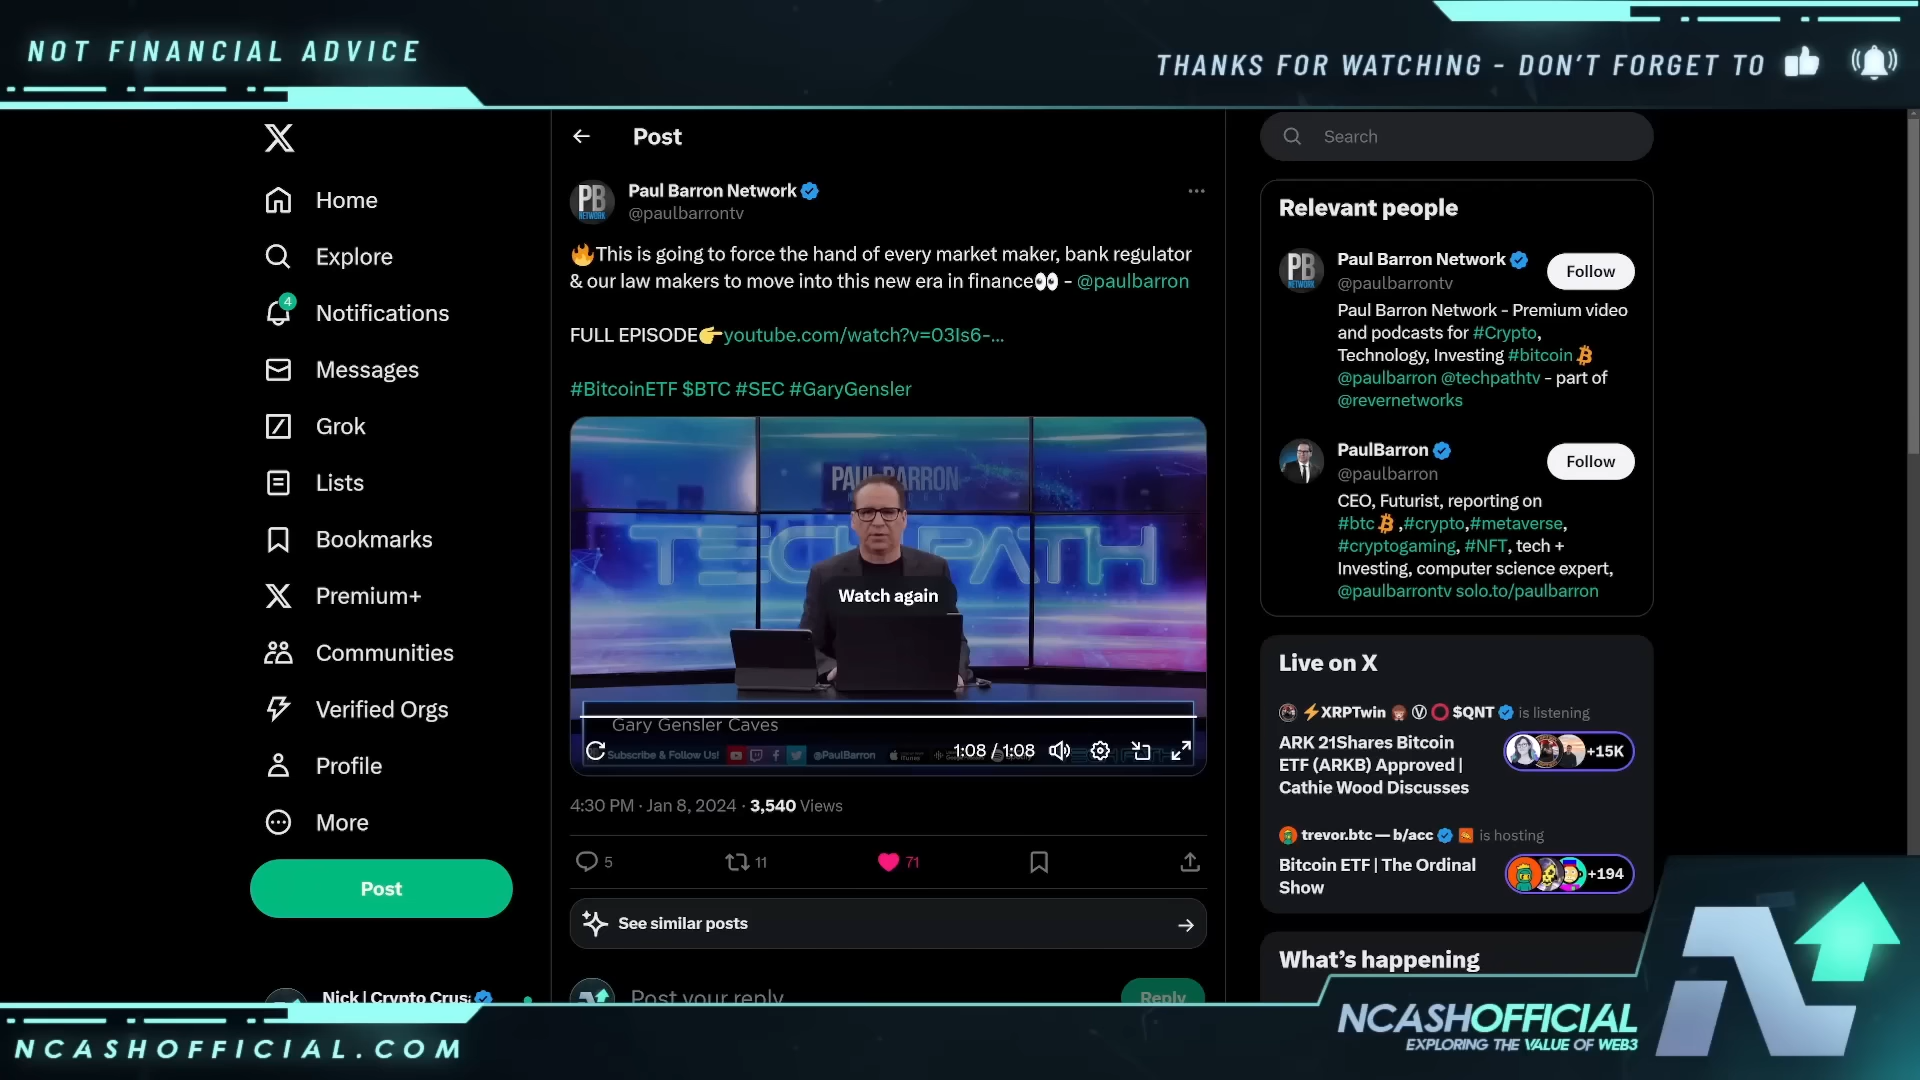 NOT FINANCIAL ADVICE
THANKS FOR WATCHING - DON'T FORGET TO
Home
Explore
4
Notifications
Messages
Grok
Lists
Bookmarks
Premium+
Communities
Verified Orgs
Profile
More
Post
Nick | Crypto Crus
Post
PB
NETWORK
Paul Barron Network
@paulbarrontv
🔥This is going to force the hand of every market maker, bank regulator
& our law makers to move into this new era in finance👀 - @paulbarron
FULL EPISODE👉youtube.com/watch?v=03Is6-...
#BitcoinETF $BTC #SEC #GaryGensler
PAUL BARRON
TECH PATH
Watch again
Gary Gensler Caves
Subscribe & Follow Us! @PaulBarron
1:08 / 1:08
4:30 PM · Jan 8, 2024 · 3,540 Views
5
11
71
See similar posts
Post your reply
Reply
Search
Relevant people
PB
NETWORK
Paul Barron Network
Follow
@paulbarrontv
Paul Barron Network - Premium video
and podcasts for #Crypto,
Technology, Investing #bitcoin
@paulbarron @techpathtv - part of
@revernetworks
PaulBarron
Follow
@paulbarron
CEO, Futurist, reporting on
#btc ,#crypto,#metaverse,
#cryptogaming, #NFT, tech +
Investing, computer science expert,
@paulbarrontv solo.to/paulbarron
Live on X
⚡XRPTwin $QNT is listening
ARK 21Shares Bitcoin
ETF (ARKB) Approved |
Cathie Wood Discusses
+15K
trevor.btc — b/acc is hosting
Bitcoin ETF | The Ordinal
Show
+194
What's happening
NCASHOFFICIAL.COM
NCASHOFFICIAL
EXPLORING THE VALUE OF WEB3